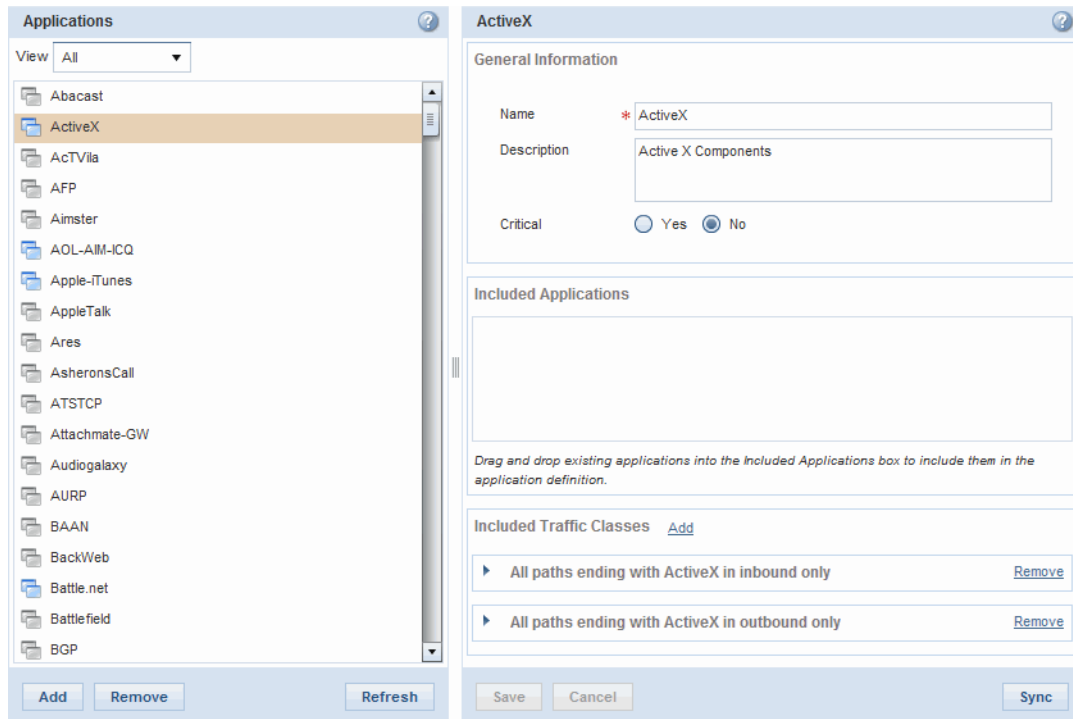 Applications
?
View All
Abacast
ActiveX
AcTVila
AFP
Aimster
AOL-AIM-ICQ
Apple-iTunes
AppleTalk
Ares
AsheronsCall
ATSTCP
Attachmate-GW
Audiogalaxy
AURP
BAAN
BackWeb
Battle.net
Battlefield
BGP
Add Remove Refresh
ActiveX
?
General Information
Name * ActiveX
Description Active X Components
Critical Yes No
Included Applications
Drag and drop existing applications into the Included Applications box to include them in the
application definition.
Included Traffic Classes Add
All paths ending with ActiveX in inbound only Remove
All paths ending with ActiveX in outbound only Remove
Save Cancel Sync